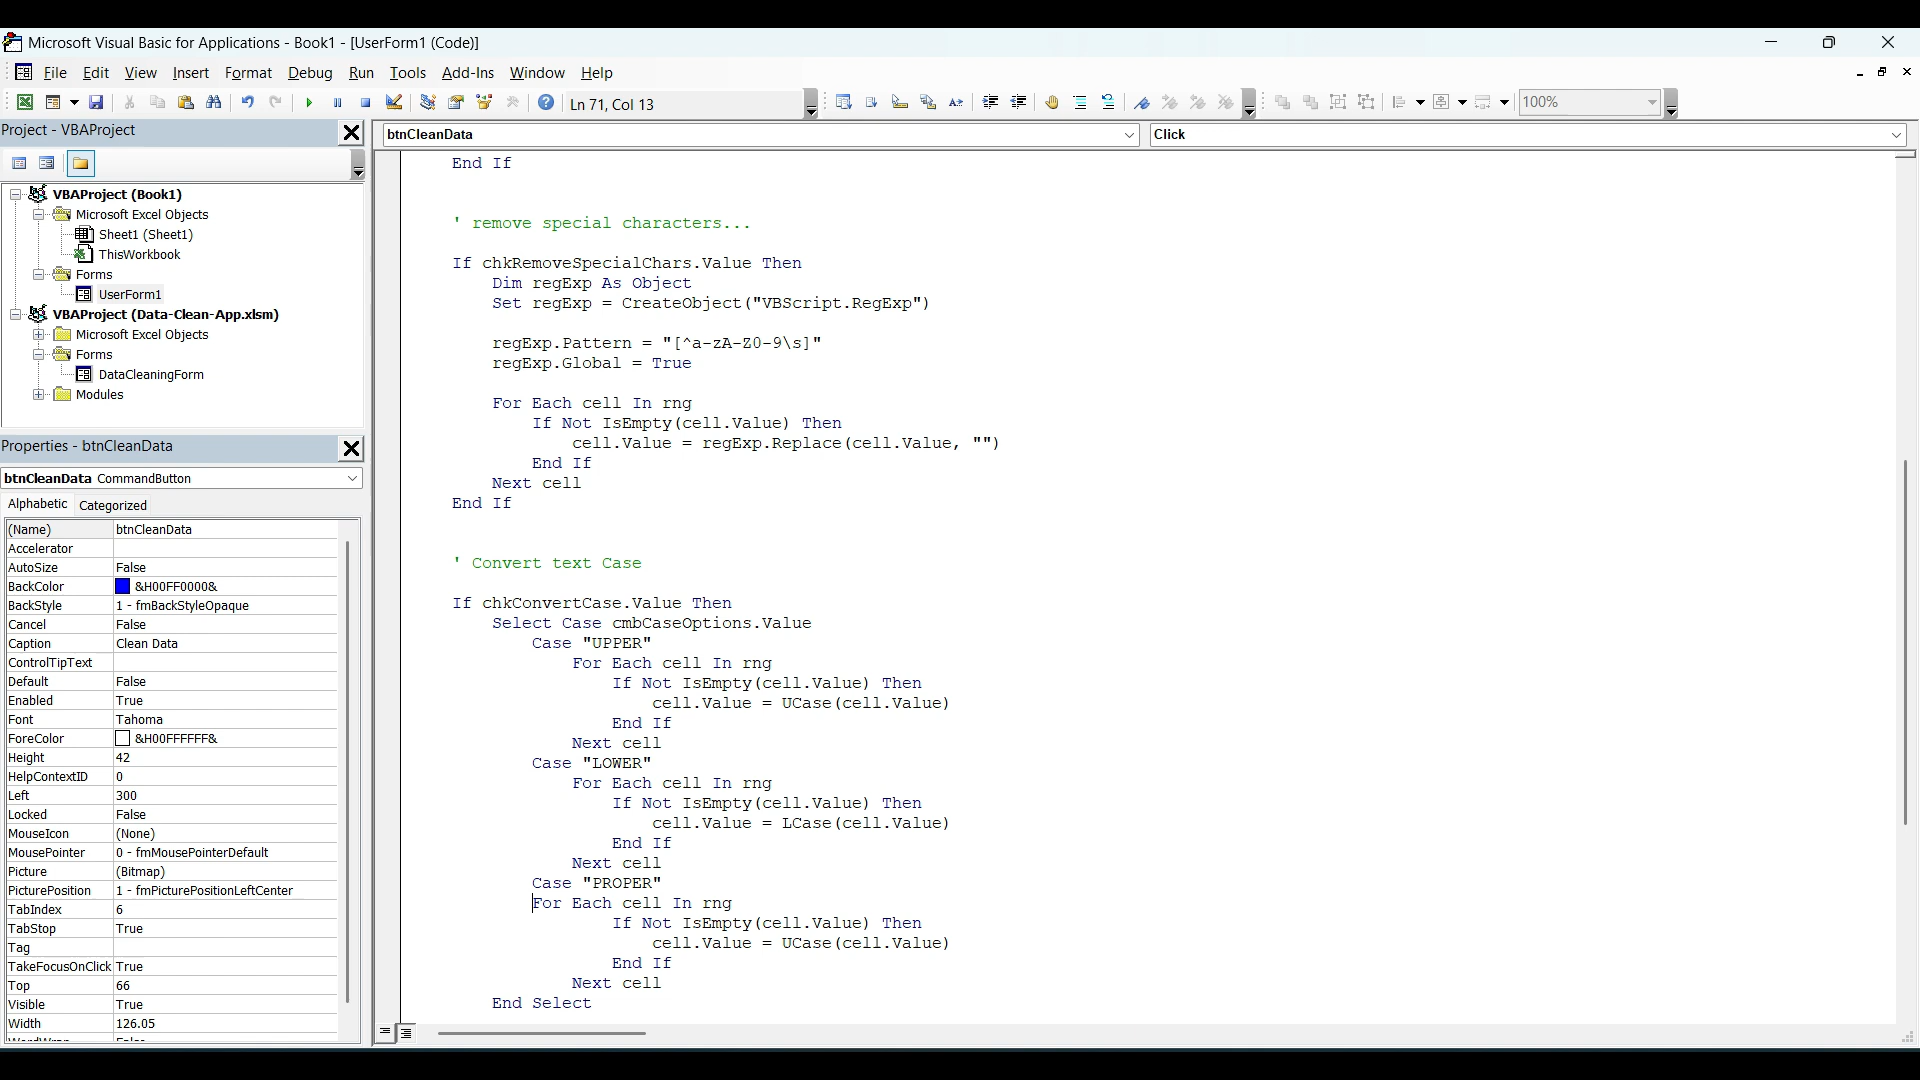 Microsoft Visual Basic for Applications - Book1 - [UserForm1 (Code)]
File Edit View Insert Format Debug Run Tools Add-Ins Window Help
Ln 71, Col 13
100%
Project - VBAProject
VBAProject (Book1)
Microsoft Excel Objects
Sheet1 (Sheet1)
ThisWorkbook
Forms
UserForm1
VBAProject (Data-Clean-App.xlsm)
Microsoft Excel Objects
Forms
DataCleaningForm
Modules
Properties - btnCleanData
btnCleanData CommandButton
Alphabetic Categorized
(Name) btnCleanData
Accelerator
AutoSize False
BackColor &H00FF0000&
BackStyle 1 - fmBackStyleOpaque
Cancel False
Caption Clean Data
ControlTipText
Default False
Enabled True
Font Tahoma
ForeColor &H00FFFFFF&
Height 42
HelpContextID 0
Left 300
Locked False
MouseIcon (None)
MousePointer 0 - fmMousePointerDefault
Picture (Bitmap)
PicturePosition 1 - fmPicturePositionLeftCenter
TabIndex 6
TabStop True
Tag
TakeFocusOnClick True
Top 66
Visible True
Width 126.05
btnCleanData
Click
End If
' remove special characters...
If chkRemoveSpecialChars.Value Then
Dim regExp As Object
Set regExp = CreateObject("VBScript.RegExp")
regExp.Pattern = "[^a-zA-Z0-9\s]"
regExp.Global = True
For Each cell In rng
If Not IsEmpty(cell.Value) Then
cell.Value = regExp.Replace(cell.Value, "")
End If
Next cell
End If
' Convert text Case
If chkConvertCase.Value Then
Select Case cmbCaseOptions.Value
Case "UPPER"
For Each cell In rng
If Not IsEmpty(cell.Value) Then
cell.Value = UCase(cell.Value)
End If
Next cell
Case "LOWER"
For Each cell In rng
If Not IsEmpty(cell.Value) Then
cell.Value = LCase(cell.Value)
End If
Next cell
Case "PROPER"
For Each cell In rng
If Not IsEmpty(cell.Value) Then
cell.Value = UCase(cell.Value)
End If
Next cell
End Select